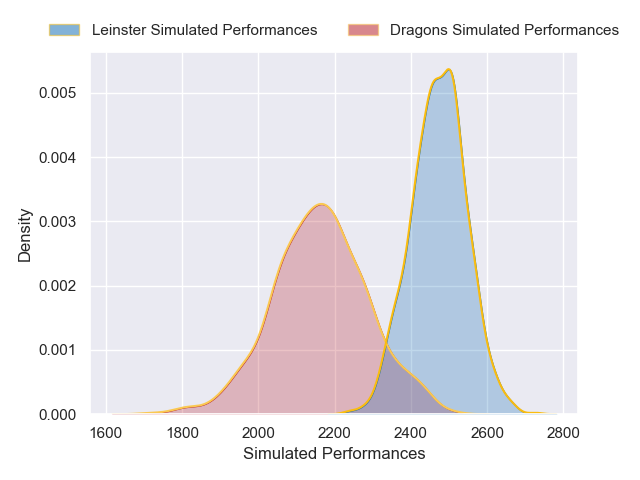 Leinster Simulated Performances Dragons Simulated Performances
0.005
0.004
0.003
0.002
0.001
0.000
Density
1600 1800 2000 2200 2400 2600 2800
Simulated Performances